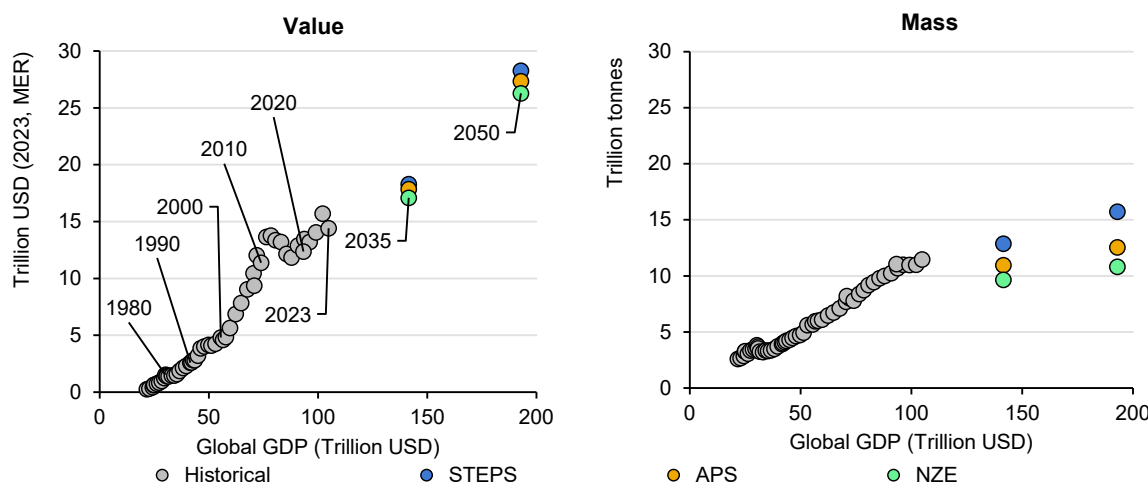 Value
Trillion USD (2023, MER)
30
25
20
15
10
5
0
0 50 100 150 200
Global GDP (Trillion USD)
1980
1990
2000
2010
2020
2023
2035
2050
Mass
Trillion tonnes
30
25
20
15
10
5
0
0 50 100 150 200
Global GDP (Trillion USD)
Historical STEPS APS NZE